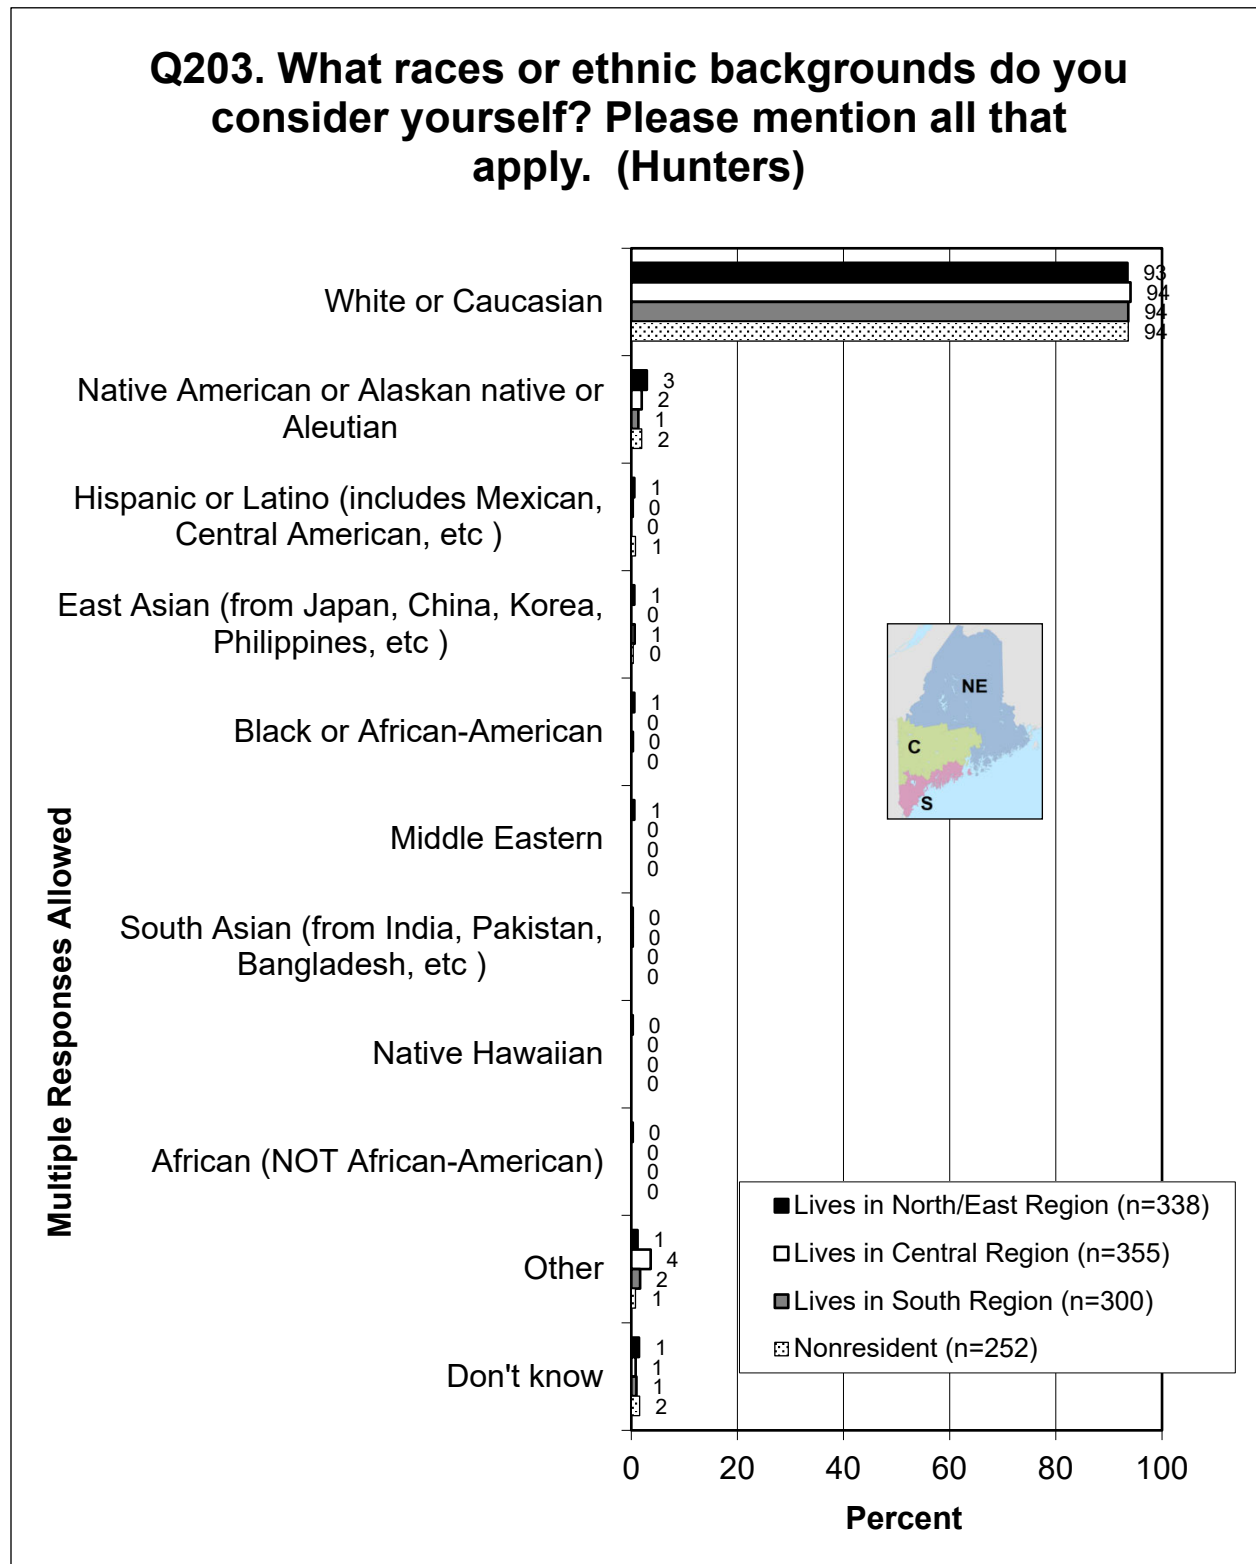 Q203. What races or ethnic backgrounds do you
consider yourself? Please mention all that
apply.  (Hunters)
White or Caucasian
93
94
94
94
Native American or Alaskan native or
Aleutian
3
2
1
2
Hispanic or Latino (includes Mexican,
Central American, etc )
1
0
0
1
East Asian (from Japan, China, Korea,
Philippines, etc )
1
0
1
0
Black or African-American
1
0
0
0
Middle Eastern
1
0
0
0
South Asian (from India, Pakistan,
Bangladesh, etc )
0
0
0
0
Native Hawaiian
0
0
0
0
African (NOT African-American)
0
0
0
0
Other
1
4
2
1
Don't know
1
1
1
2
Multiple Responses Allowed
NE
C
S
Lives in North/East Region (n=338)
Lives in Central Region (n=355)
Lives in South Region (n=300)
Nonresident (n=252)
0 20 40 60 80 100
Percent